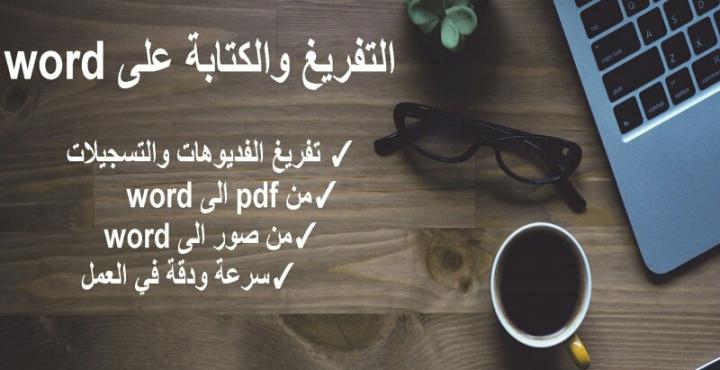 التفريغ والكتابة على word
✓ تفريغ الفديوهات والتسجيلات
✓من pdf الى word
✓من صور الى word
✓سرعة ودقة في العمل